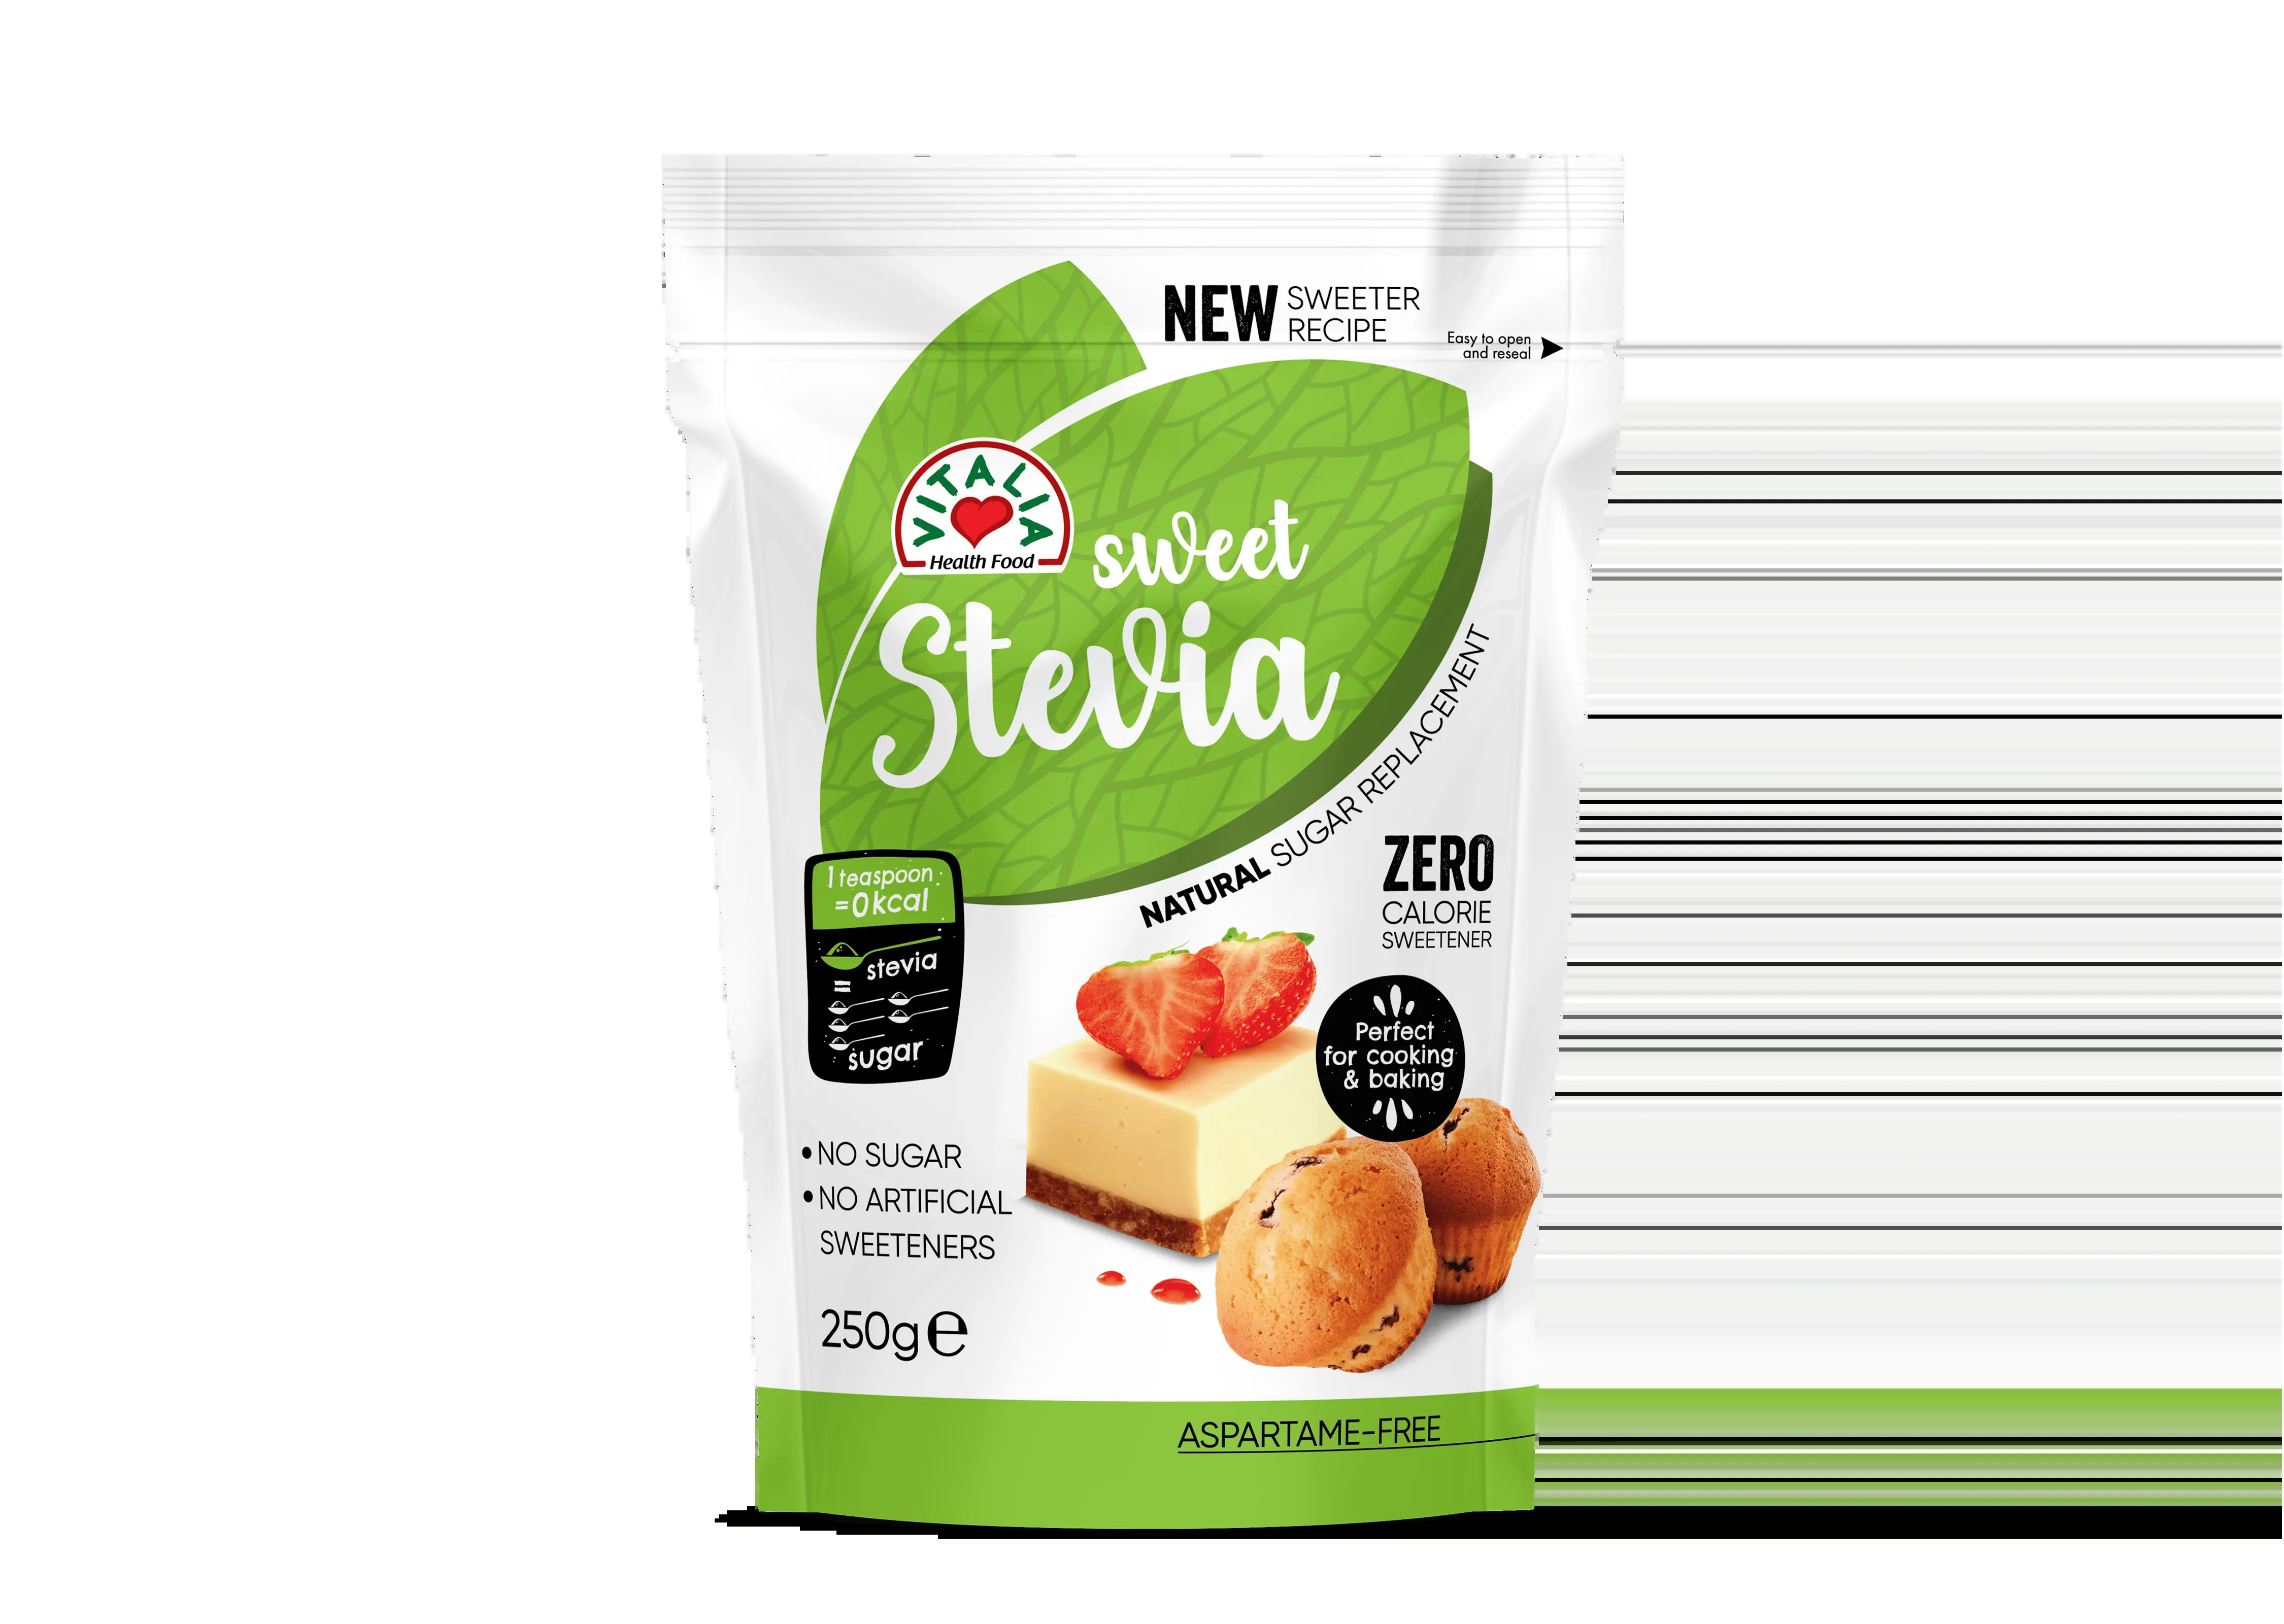 NEW SWEETER
RECIPE
Easy to open
and reseal
VITALIA
Health Food
sweet
Stevia
NATURAL SUGAR REPLACEMENT
1 teaspoon
=0kcal
stevia
=
sugar
ZERO
CALORIE
SWEETENER
Perfect
for cooking
& baking
• NO SUGAR
• NO ARTIFICIAL
SWEETENERS
250g℮
ASPARTAME-FREE